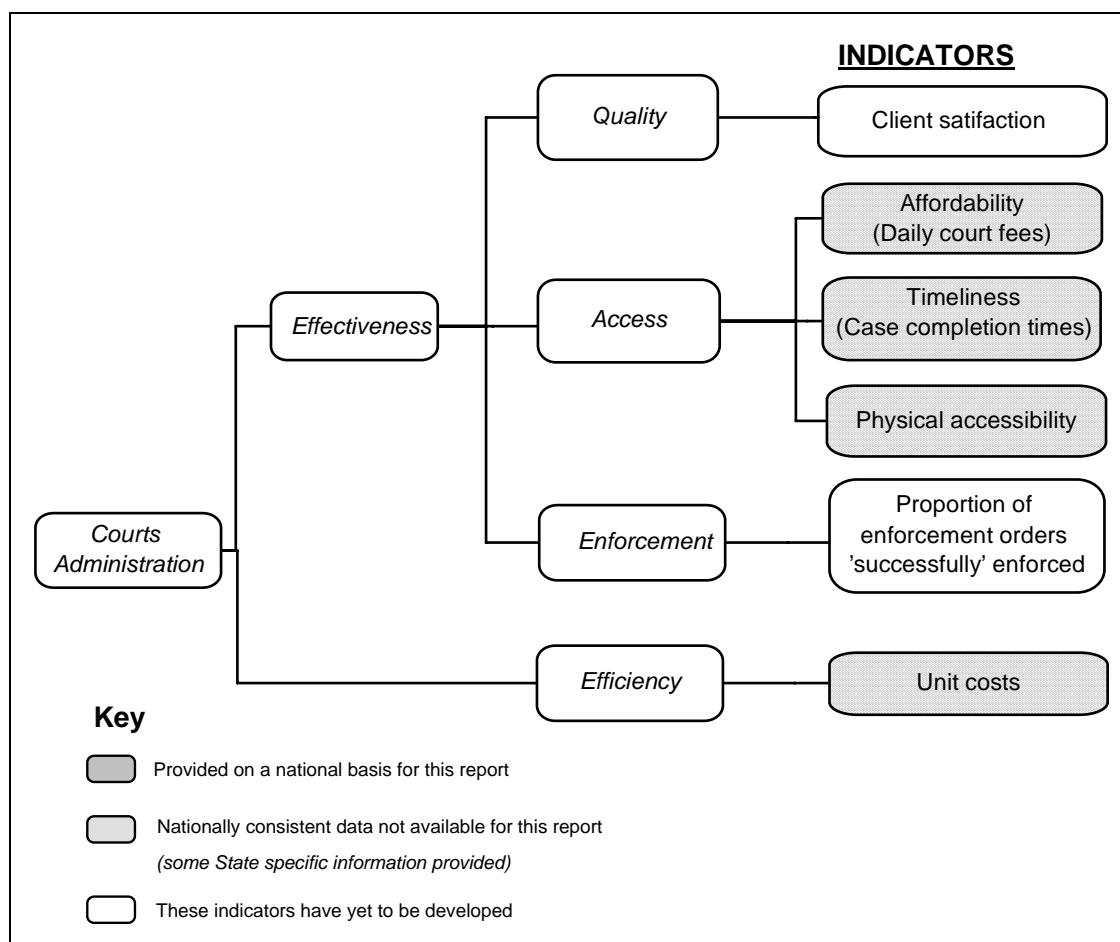 INDICATORS
Quality
Client satifaction
Affordability
(Daily court fees)
Effectiveness
Access
Timeliness
(Case completion times)
Physical accessibility
Courts
Administration
Enforcement
Proportion of
enforcement orders
'successfully' enforced
Efficiency
Unit costs
Key
Provided on a national basis for this report
Nationally consistent data not available for this report
(some State specific information provided)
These indicators have yet to be developed